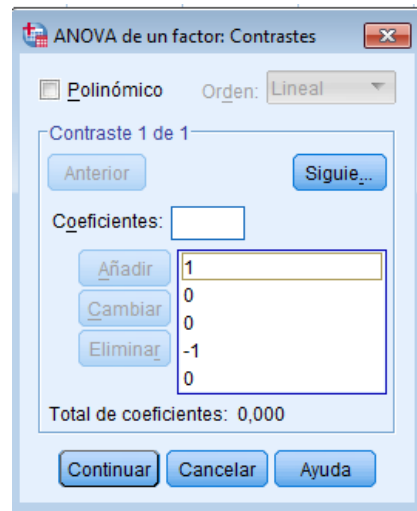 ANOVA de un factor: Contrastes
Polinómico Orden: Lineal
Contraste 1 de 1
Anterior Siguie...
Coeficientes:
Añadir 1
Cambiar 0
0
Eliminar -1
0
Total de coeficientes: 0,000
Continuar Cancelar Ayuda